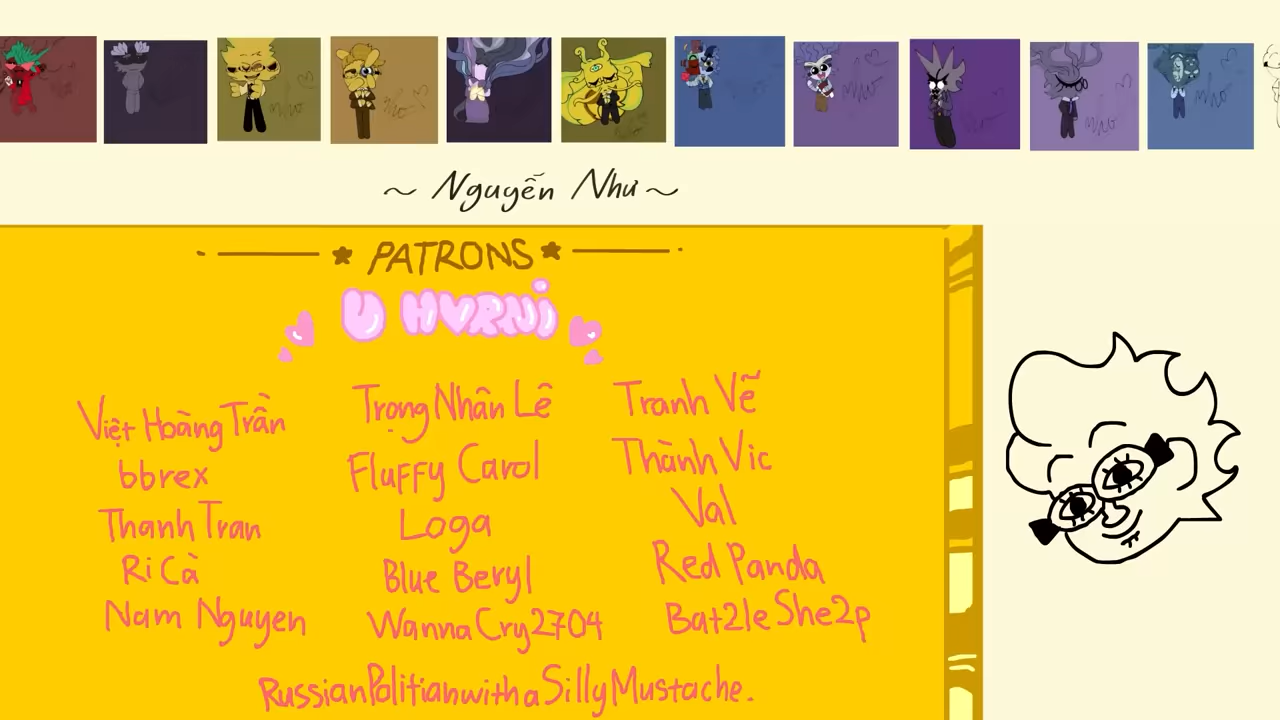 ~ Nguyễn Như ~
PATRONS
U HVRNi
Việt Hoàng Trần
Trọng Nhân Lê
Tranh Vẽ
bbrex
Fluffy Carol
Thành Vic
Thanh Tran
Loga
Val
Ri Cà
Blue Beryl
Red Panda
Nam Nguyen
WannaCry2704
Bat2le She2p
RussianPolitianwithaSillyMustache.